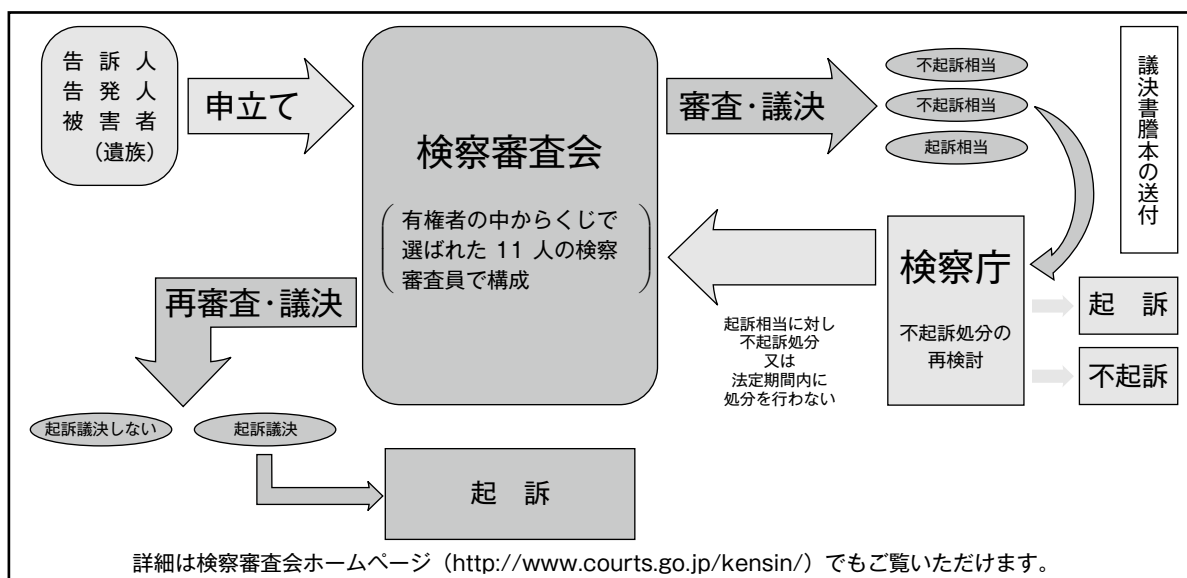 告訴人
告発人
被害者
(遺族)
申立て
検察審査会
有権者の中からくじで
選ばれた 11 人の検察
審査員で構成
審査・議決
不起訴相当
不起訴相当
起訴相当
議決書謄本の送付
検察庁
不起訴処分の
再検討
起 訴
不起訴
起訴相当に対し
不起訴処分
又は
法定期間内に
処分を行わない
再審査・議決
起訴議決しない
起訴議決
起 訴
詳細は検察審査会ホームページ（http://www.courts.go.jp/kensin/）でもご覧いただけます。